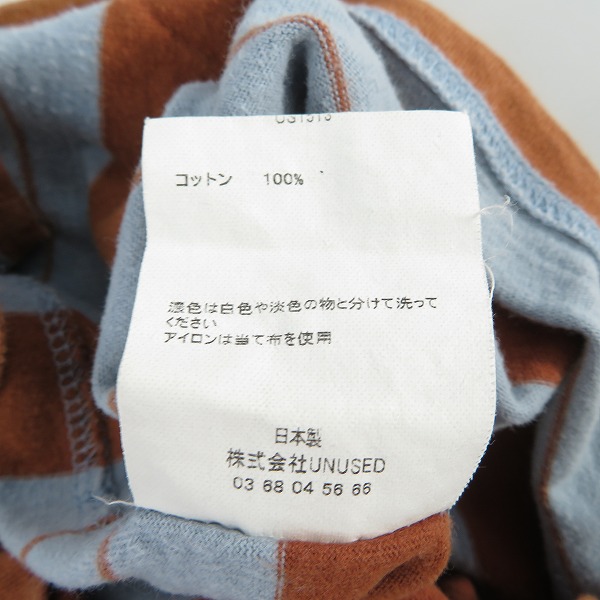 US1513
コットン 100%
濃色は白色や淡色の物と分けて洗って
ください
アイロンは当て布を使用
日本製
株式会社UNUSED
03 68 04 56 66